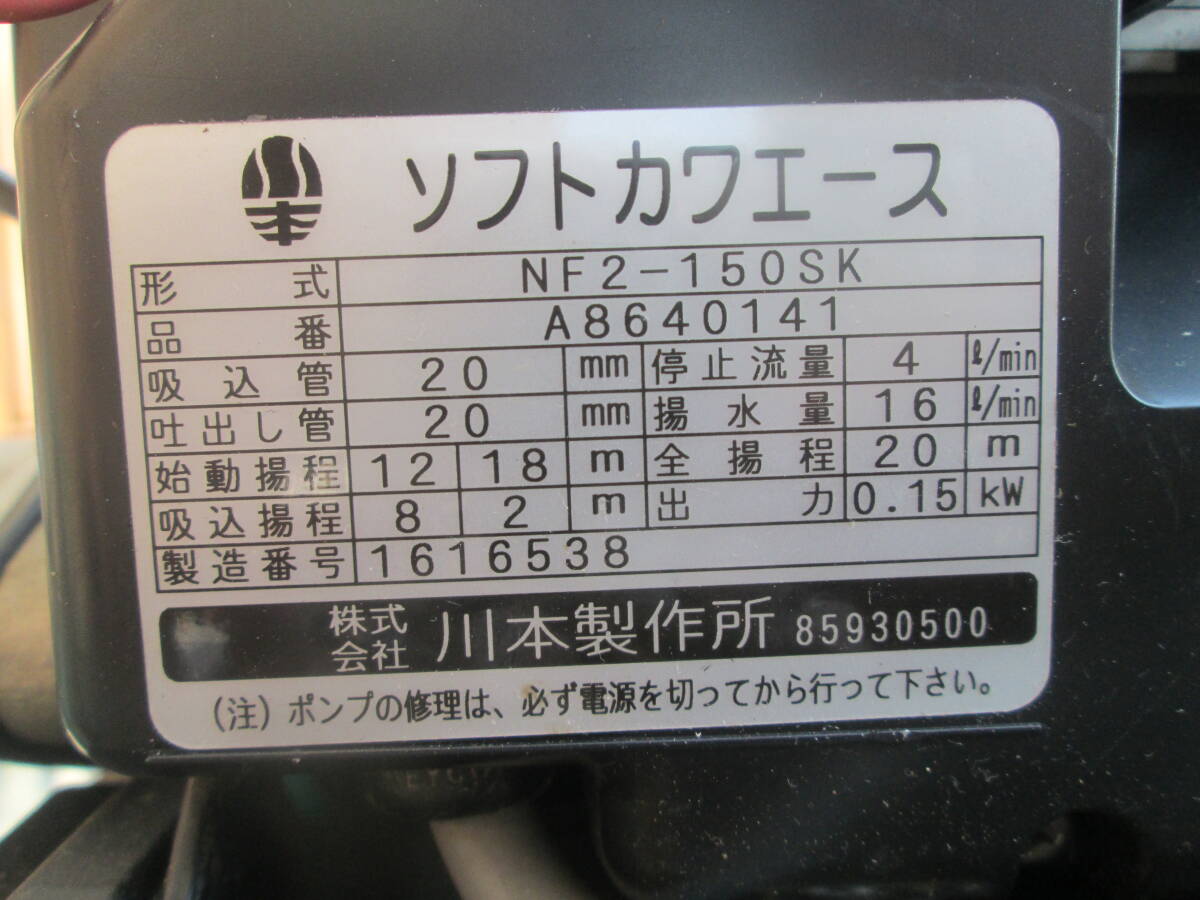 ソフトカワエース
形式 NF2-150SK
品番 A8640141
吸込管 20 mm 停止流量 4 ℓ/min
吐出し管 20 mm 揚水量 16 ℓ/min
始動揚程 12 18 m 全揚程 20 m
吸込揚程 8 2 m 出力 0.15 kW
製造番号 1616538
株式会社 川本製作所 85930500
(注) ポンプの修理は、必ず電源を切ってから行って下さい。